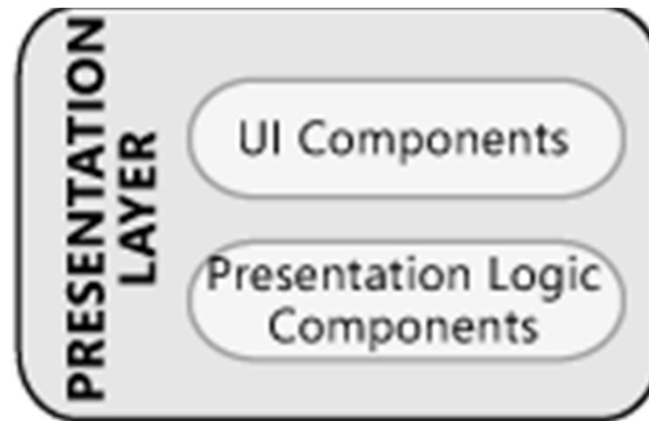 PRESENTATION
LAYER
UI Components
Presentation Logic
Components